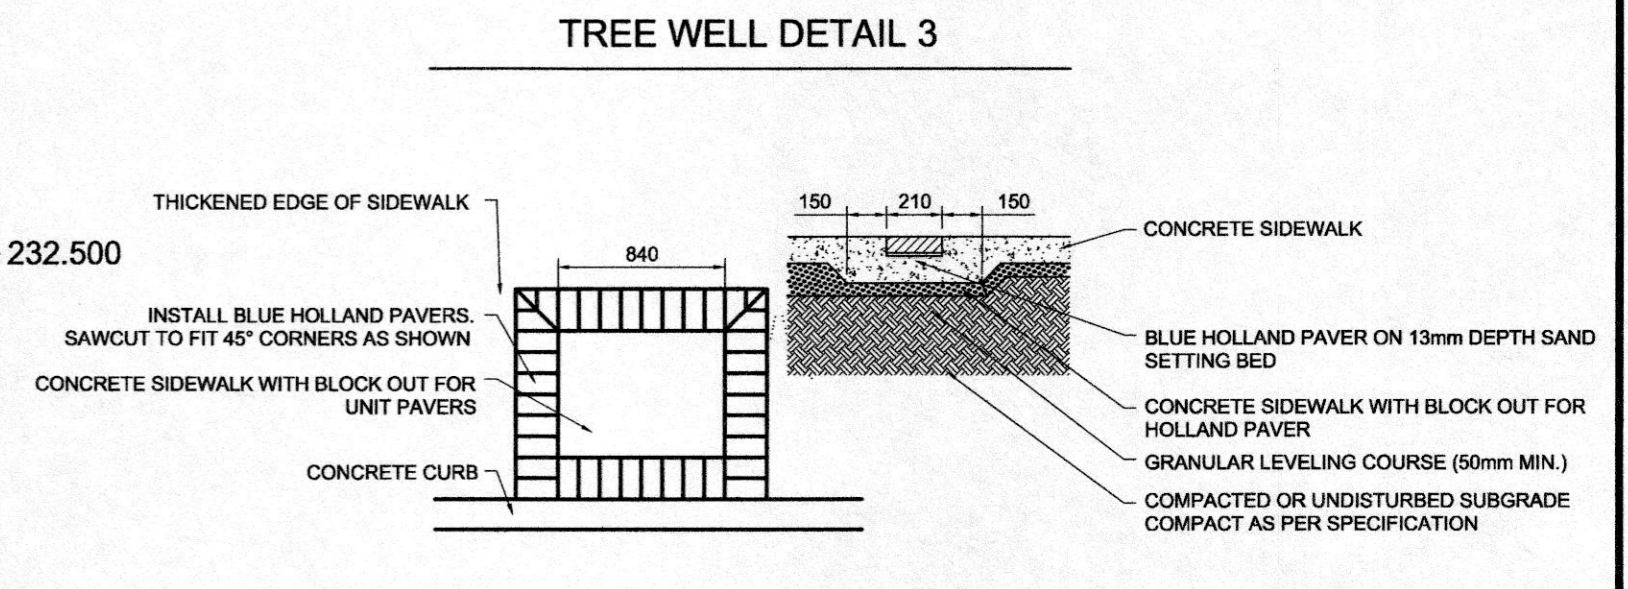 TREE WELL DETAIL 3
THICKENED EDGE OF SIDEWALK
232.500
840
INSTALL BLUE HOLLAND PAVERS.
SAWCUT TO FIT 45° CORNERS AS SHOWN
CONCRETE SIDEWALK WITH BLOCK OUT FOR
UNIT PAVERS
CONCRETE CURB
150 210 150
CONCRETE SIDEWALK
BLUE HOLLAND PAVER ON 13mm DEPTH SAND
SETTING BED
CONCRETE SIDEWALK WITH BLOCK OUT FOR
HOLLAND PAVER
GRANULAR LEVELING COURSE (50mm MIN.)
COMPACTED OR UNDISTURBED SUBGRADE
COMPACT AS PER SPECIFICATION